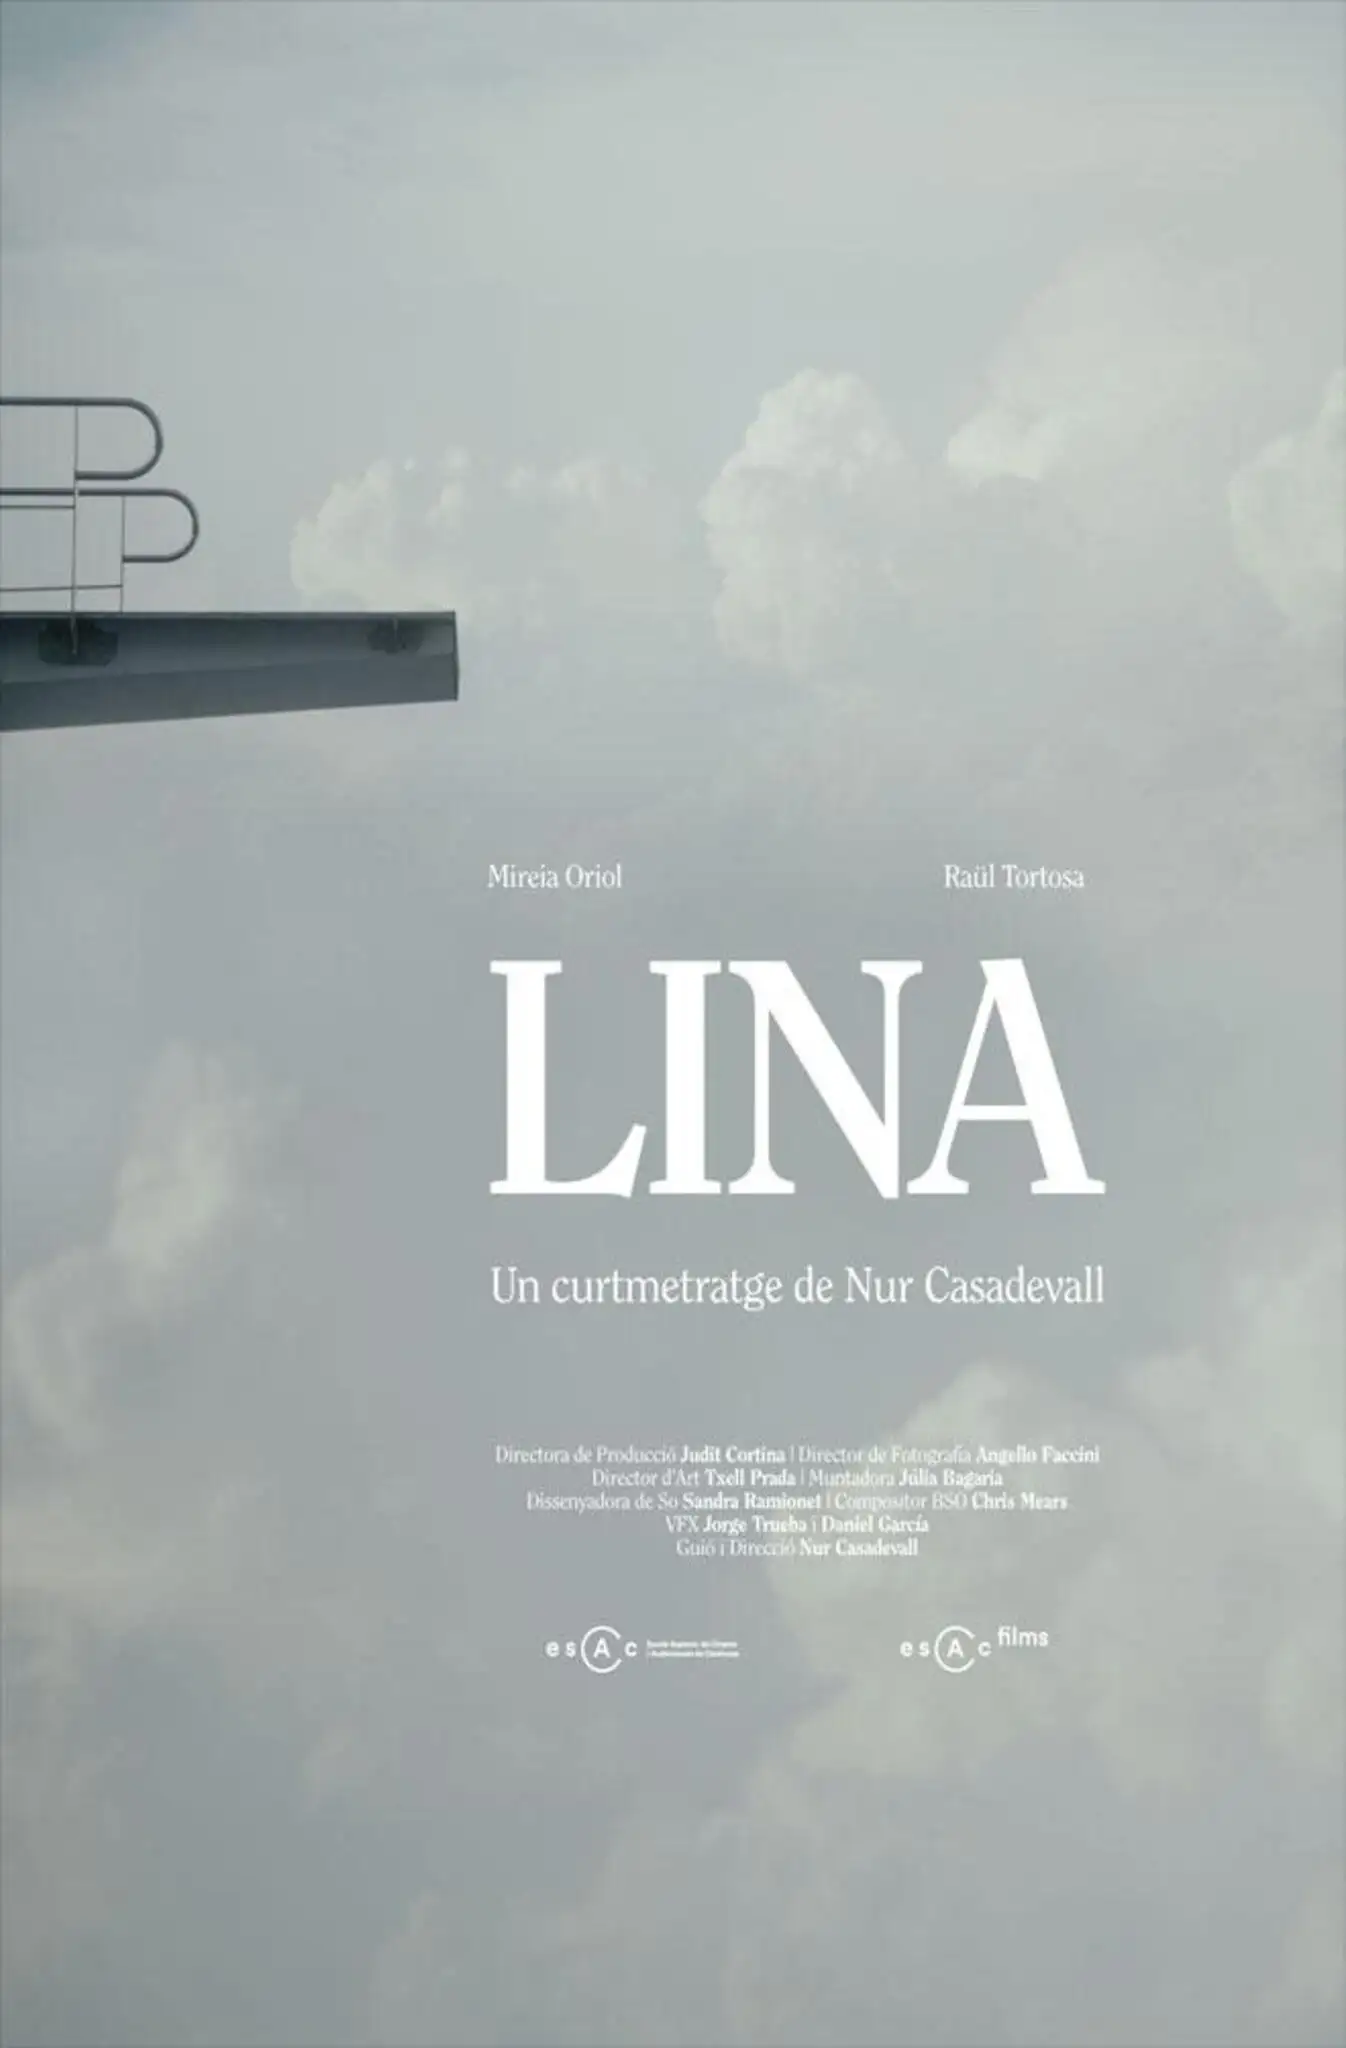 Mireia Oriol Raül Tortosa
LINA
Un curtmetratge de Nur Casadevall
Directora de Producció Judit Cortina | Director de Fotografia Angello Faccini
Director d'Art Txell Prada | Muntadora Júlia Bagaría
Dissenyadora de So Sandra Ramionet | Compositor BSO Chris Mears
VFX Jorge Trueba i Daniel García
Guió i Direcció Nur Casadevall
esAc
esAc films